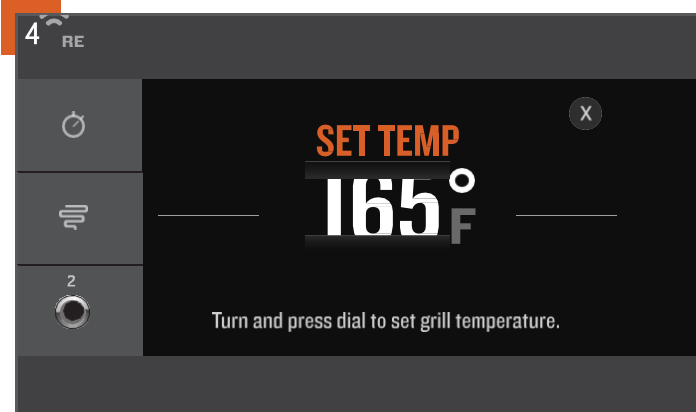 4
RE
X
SET TEMP
165°
F
2
Turn and press dial to set grill temperature.